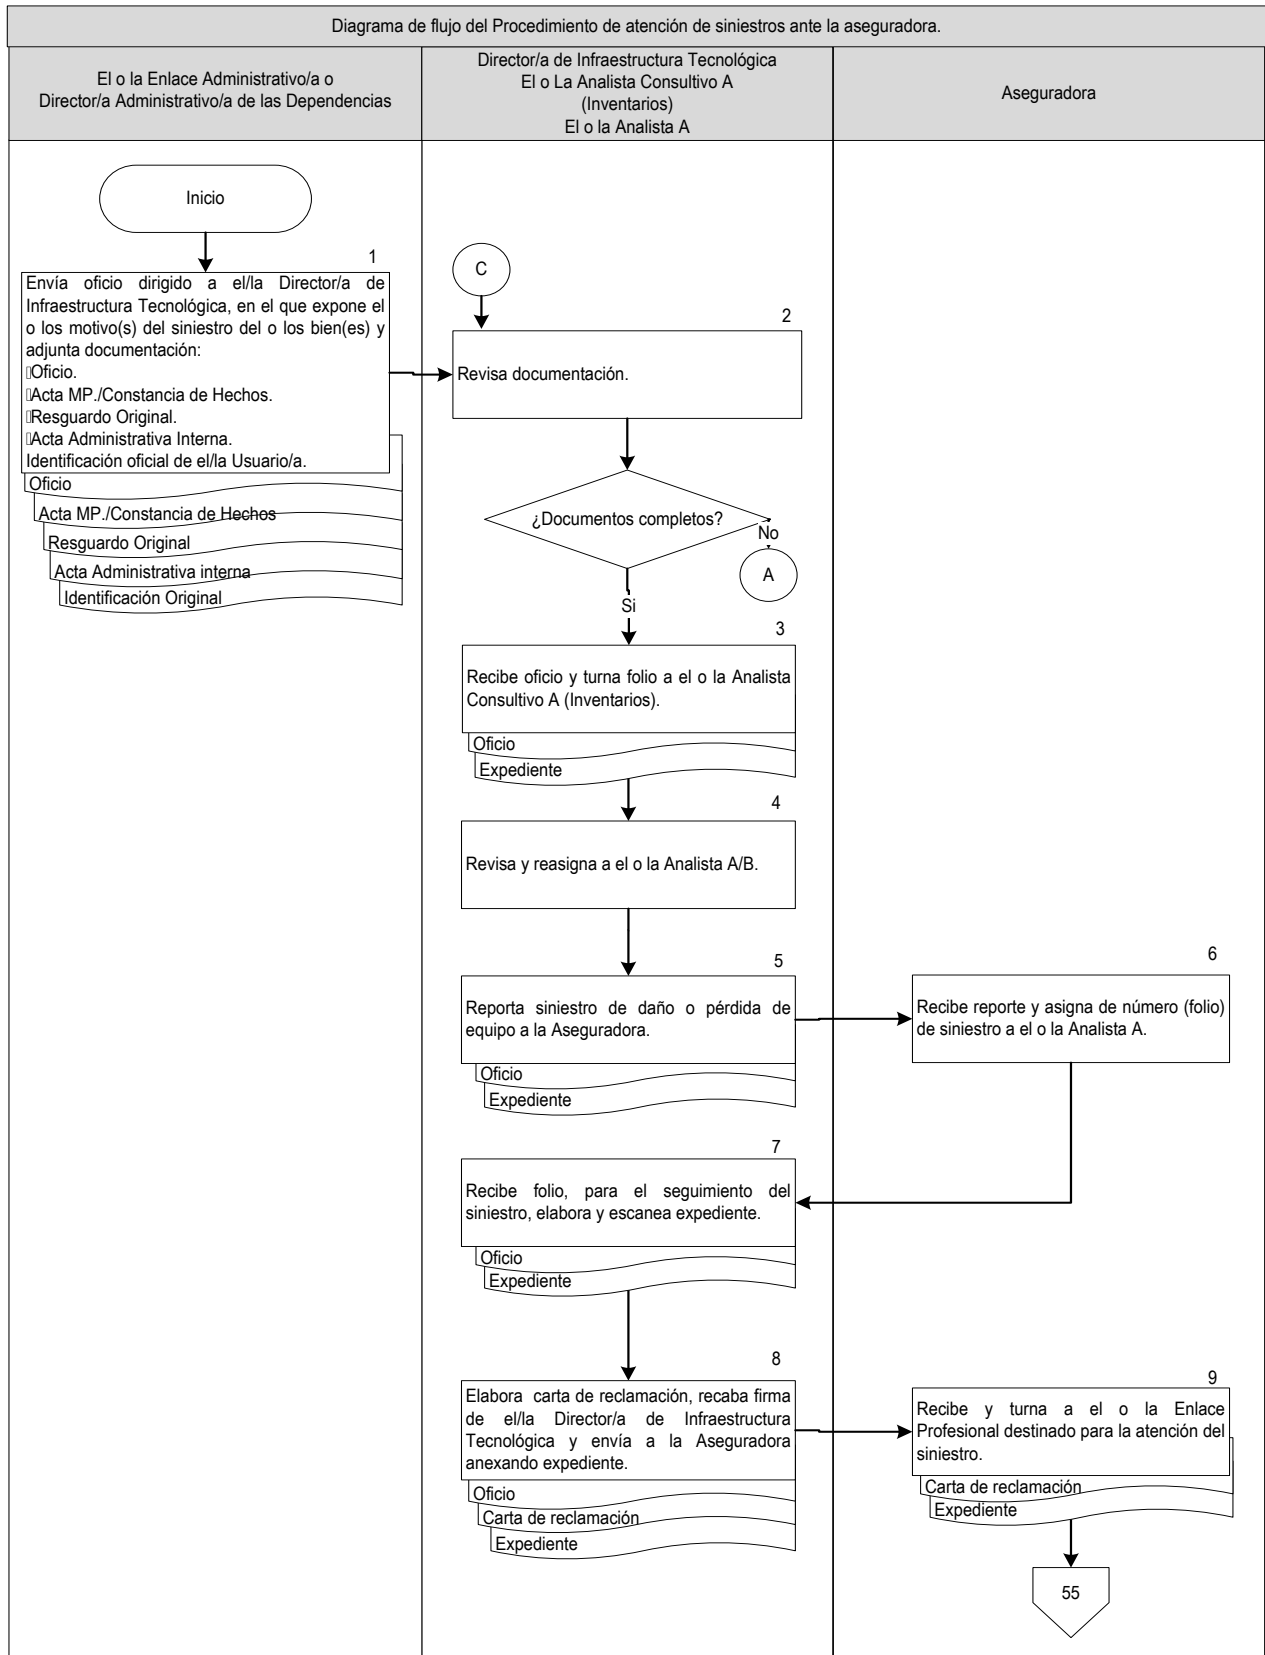 Diagrama de flujo del Procedimiento de atención de siniestros ante la aseguradora.
El o la Enlace Administrativo/a o
Director/a Administrativo/a de las Dependencias
Director/a de Infraestructura Tecnológica
El o La Analista Consultivo A
(Inventarios)
El o la Analista A
Aseguradora
Inicio
1
Envía oficio dirigido a el/la Director/a de
Infraestructura Tecnológica, en el que expone el
o los motivo(s) del siniestro del o los bien(es) y
adjunta documentación:
Oficio.
Acta MP./Constancia de Hechos.
Resguardo Original.
Acta Administrativa Interna.
Identificación oficial de el/la Usuario/a.
Oficio
Acta MP./Constancia de Hechos
Resguardo Original
Acta Administrativa interna
Identificación Original
C
2
Revisa documentación.
¿Documentos completos?
No
A
Si
3
Recibe oficio y turna folio a el o la Analista
Consultivo A (Inventarios).
Oficio
Expediente
4
Revisa y reasigna a el o la Analista A/B.
5
Reporta siniestro de daño o pérdida de
equipo a la Aseguradora.
Oficio
Expediente
6
Recibe reporte y asigna de número (folio)
de siniestro a el o la Analista A.
7
Recibe folio, para el seguimiento del
siniestro, elabora y escanea expediente.
Oficio
Expediente
8
Elabora carta de reclamación, recaba firma
de el/la Director/a de Infraestructura
Tecnológica y envía a la Aseguradora
anexando expediente.
Oficio
Carta de reclamación
Expediente
9
Recibe y turna a el o la Enlace
Profesional destinado para la atención del
siniestro.
Carta de reclamación
Expediente
55